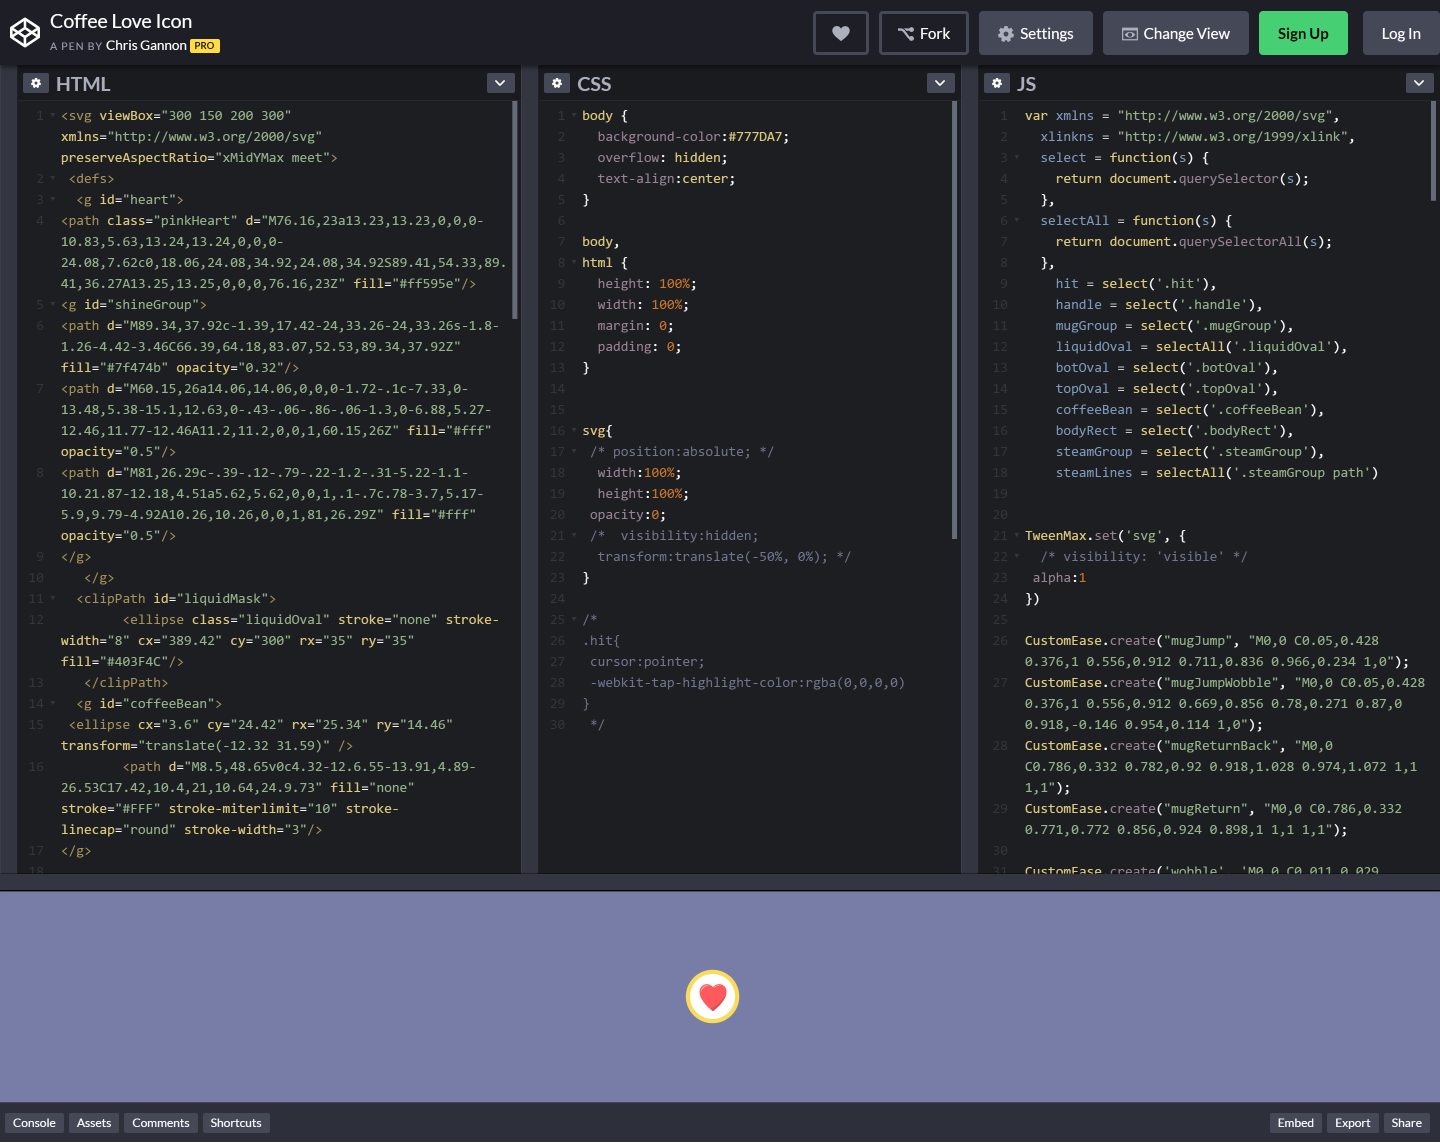 Coffee Love Icon
A PEN BY Chris Gannon PRO
Fork
Settings
Change View
Sign Up
Log In
HTML
1 <svg viewBox="300 150 200 300"
xmlns="http://www.w3.org/2000/svg"
preserveAspectRatio="xMidYMax meet">
2 <defs>
3 <g id="heart">
4 <path class="pinkHeart" d="M76.16,23a13.23,13.23,0,0,0-
10.83,5.63,13.24,13.24,0,0,0-
24.08,7.62c0,18.06,24.08,34.92,24.08,34.92S89.41,54.33,89.
41,36.27A13.25,13.25,0,0,0,76.16,23Z" fill="#ff595e"/>
5 <g id="shineGroup">
6 <path d="M89.34,37.92c-1.39,17.42-24,33.26-24,33.26s-1.8-
1.26-4.42-3.46C66.39,64.18,83.07,52.53,89.34,37.92Z"
fill="#7f474b" opacity="0.32"/>
7 <path d="M60.15,26a14.06,14.06,0,0,0-1.72-.1c-7.33,0-
13.48,5.38-15.1,12.63,0-.43-.06-.86-.06-1.3,0-6.88,5.27-
12.46,11.77-12.46A11.2,11.2,0,0,1,60.15,26Z" fill="#fff"
opacity="0.5"/>
8 <path d="M81,26.29c-.39-.12-.79-.22-1.2-.31-5.22-1.1-
10.21.87-12.18,4.51a5.62,5.62,0,0,1,.1-.7c.78-3.7,5.17-
5.9,9.79-4.92A10.26,10.26,0,0,1,81,26.29Z" fill="#fff"
opacity="0.5"/>
9 </g>
10 </g>
11 <clipPath id="liquidMask">
12 <ellipse class="liquidOval" stroke="none" stroke-
width="8" cx="389.42" cy="300" rx="35" ry="35"
fill="#403F4C"/>
13 </clipPath>
14 <g id="coffeeBean">
15 <ellipse cx="3.6" cy="24.42" rx="25.34" ry="14.46"
transform="translate(-12.32 31.59)" />
16 <path d="M8.5,48.65v0c4.32-12.6.55-13.91,4.89-
26.53C17.42,10.4,21,10.64,24.9.73" fill="none"
stroke="#FFF" stroke-miterlimit="10" stroke-
linecap="round" stroke-width="3"/>
17 </g>
18
CSS
1 body {
2 background-color:#777DA7;
3 overflow: hidden;
4 text-align:center;
5 }
6
7 body,
8 html {
9 height: 100%;
10 width: 100%;
11 margin: 0;
12 padding: 0;
13 }
14
15
16 svg{
17 /* position:absolute; */
18 width:100%;
19 height:100%;
20 opacity:0;
21 /*  visibility:hidden;
22 transform:translate(-50%, 0%); */
23 }
24
25 /*
26 .hit{
27 cursor:pointer;
28 -webkit-tap-highlight-color:rgba(0,0,0,0)
29 }
30 */
JS
1 var xmlns = "http://www.w3.org/2000/svg",
2 xlinkns = "http://www.w3.org/1999/xlink",
3 select = function(s) {
4 return document.querySelector(s);
5 },
6 selectAll = function(s) {
7 return document.querySelectorAll(s);
8 },
9 hit = select('.hit'),
10 handle = select('.handle'),
11 mugGroup = select('.mugGroup'),
12 liquidOval = selectAll('.liquidOval'),
13 botOval = select('.botOval'),
14 topOval = select('.topOval'),
15 coffeeBean = select('.coffeeBean'),
16 bodyRect = select('.bodyRect'),
17 steamGroup = select('.steamGroup'),
18 steamLines = selectAll('.steamGroup path')
19
20
21 TweenMax.set('svg', {
22 /* visibility: 'visible' */
23 alpha:1
24 })
25
26 CustomEase.create("mugJump", "M0,0 C0.05,0.428
0.376,1 0.556,0.912 0.711,0.836 0.966,0.234 1,0");
27 CustomEase.create("mugJumpWobble", "M0,0 C0.05,0.428
0.376,1 0.556,0.912 0.669,0.856 0.78,0.271 0.87,0
0.918,-0.146 0.954,0.114 1,0");
28 CustomEase.create("mugReturnBack", "M0,0
C0.786,0.332 0.782,0.92 0.918,1.028 0.974,1.072 1,1
1,1");
29 CustomEase.create("mugReturn", "M0,0 C0.786,0.332
0.771,0.772 0.856,0.924 0.898,1 1,1 1,1");
30
31 CustomEase.create('wobble', 'M0,0 C0.011,0.029
Console
Assets
Comments
Shortcuts
Embed
Export
Share